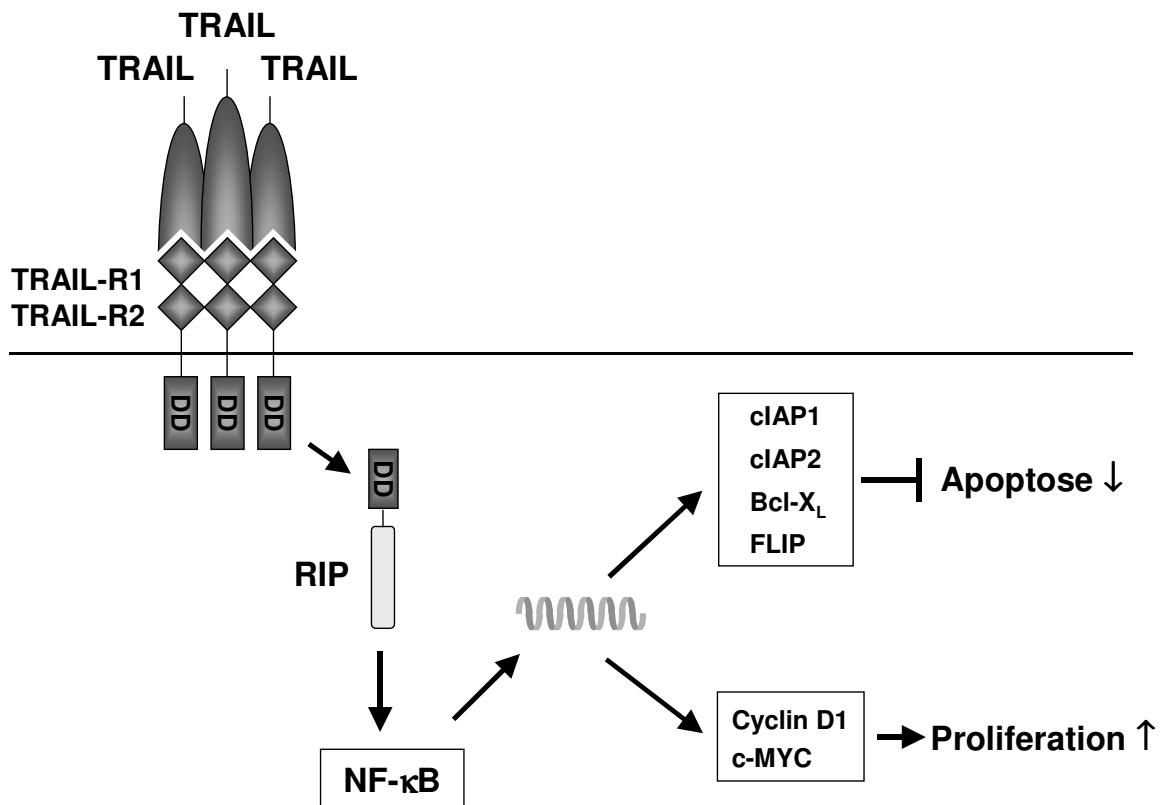 TRAIL
TRAIL TRAIL
TRAIL-R1
TRAIL-R2
DD DD DD
DD
RIP
NF-κB
cIAP1
cIAP2
Bcl-XL
FLIP
Apoptose ↓
Cyclin D1
c-MYC
Proliferation ↑